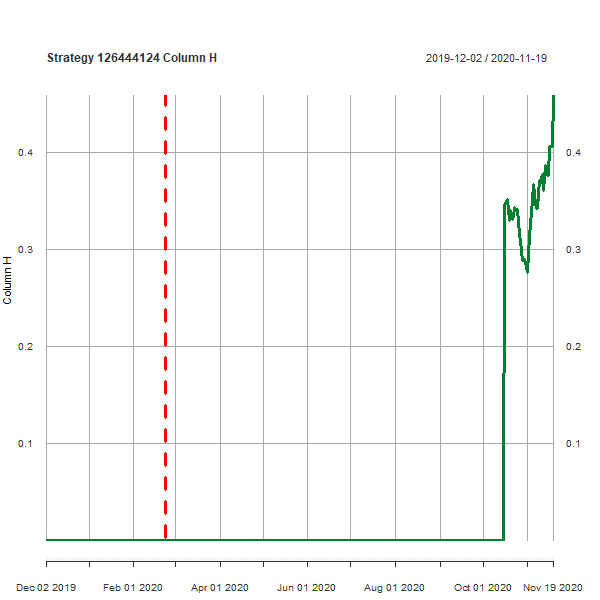 Strategy 126444124 Column H
2019-12-02 / 2020-11-19
0.4
0.4
0.3
0.3
0.2
0.2
0.1
0.1
Column H
Dec 02 2019
Feb 01 2020
Apr 01 2020
Jun 01 2020
Aug 01 2020
Oct 01 2020
Nov 19 2020